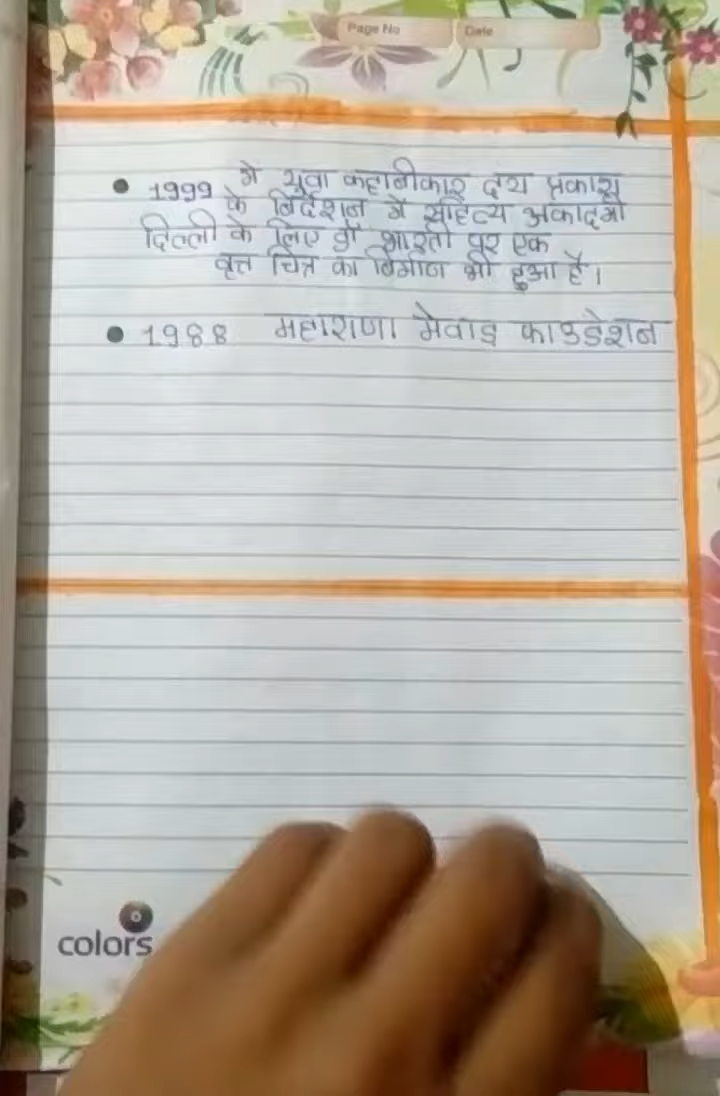 Page No
Date
• 1999 में युवा कहानीकार उदय प्रकाश
के निर्देशन में साहित्य अकादमी
दिल्ली के लिए डॉ भारती पर एक
वृत्त चित्र का निर्माण भी हुआ है।
• 1988 महाराणा मेवाड़ फाउंडेशन
colors